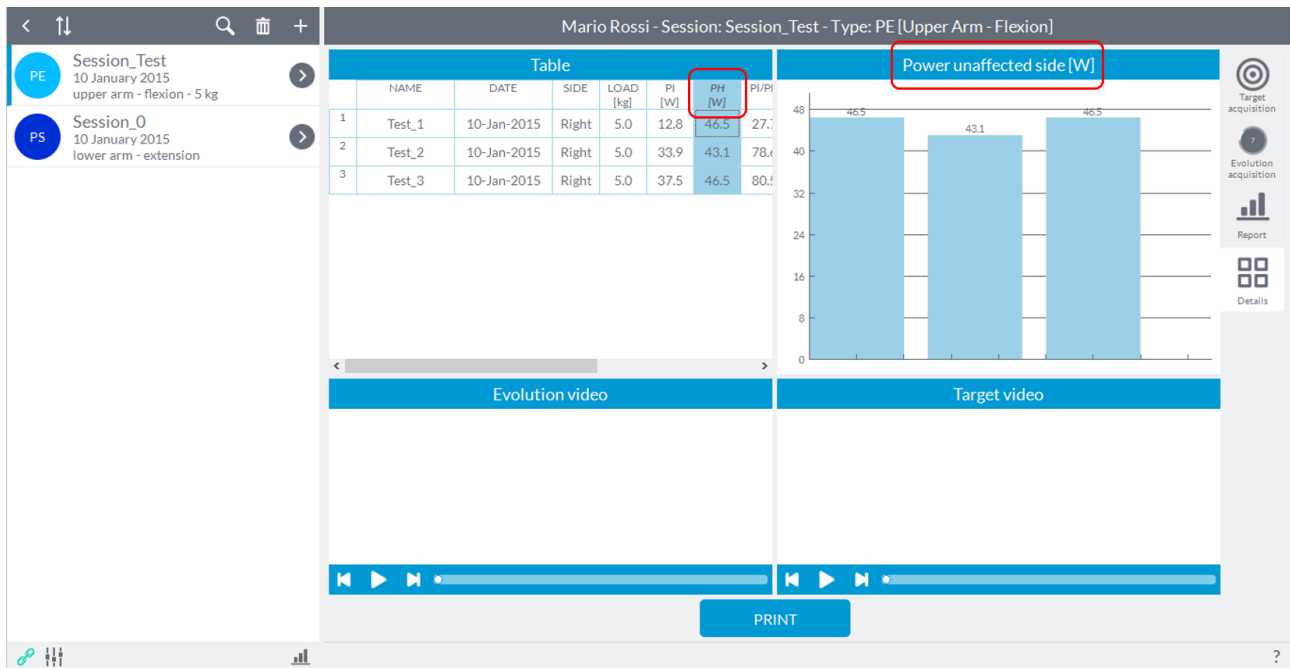 Mario Rossi - Session: Session_Test - Type: PE [Upper Arm - Flexion]
PE
Session_Test
10 January 2015
upper arm - flexion - 5 kg
PS
Session_0
10 January 2015
lower arm - extension
Table
NAME DATE SIDE LOAD [kg] PI [W] PH [W]
1 Test_1 10-Jan-2015 Right 5.0 12.8 46.5
2 Test_2 10-Jan-2015 Right 5.0 33.9 43.1
3 Test_3 10-Jan-2015 Right 5.0 37.5 46.5
Power unaffected side [W]
46.5 43.1 46.5
48
40
32
24
16
8
0
Target acquisition
7
Evolution acquisition
Report
Details
Evolution video
Target video
PRINT
?